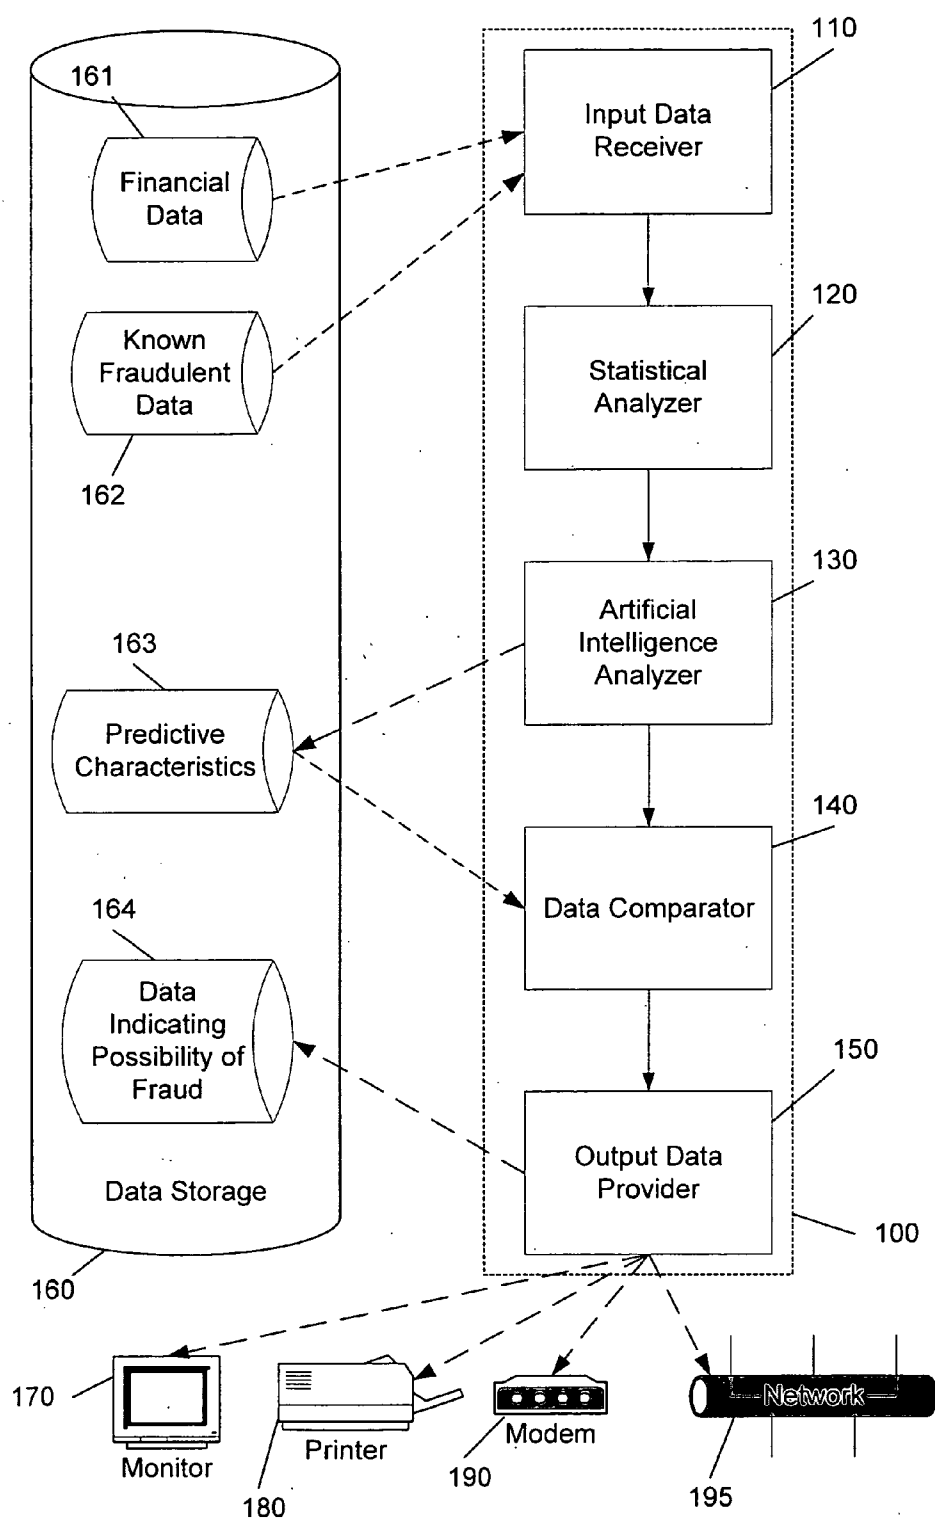 110
161
Input Data
Receiver
Financial
Data
120
Known
Fraudulent
Data
Statistical
Analyzer
162
130
Artificial
Intelligence
Analyzer
163
Predictive
Characteristics
140
164
Data Comparator
Data
Indicating
Possibility of
Fraud
150
Output Data
Provider
Data Storage
100
160
170
Network
Monitor
Printer
Modem
180
190
195